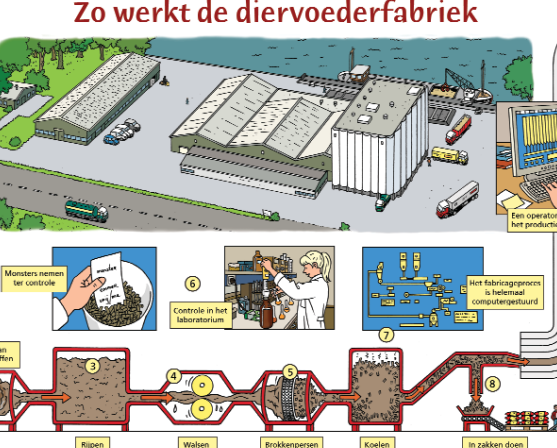 Zo werkt de diervoederfabriek
Een operator
het productie
Monsters nemen
ter controle
monster
6
Controle in het
laboratorium
Het fabricageproces
is helemaal
computergestuurd
7
3
4
5
8
Rijpen
Walsen
Brokkenpersen
Koelen
In zakken doen